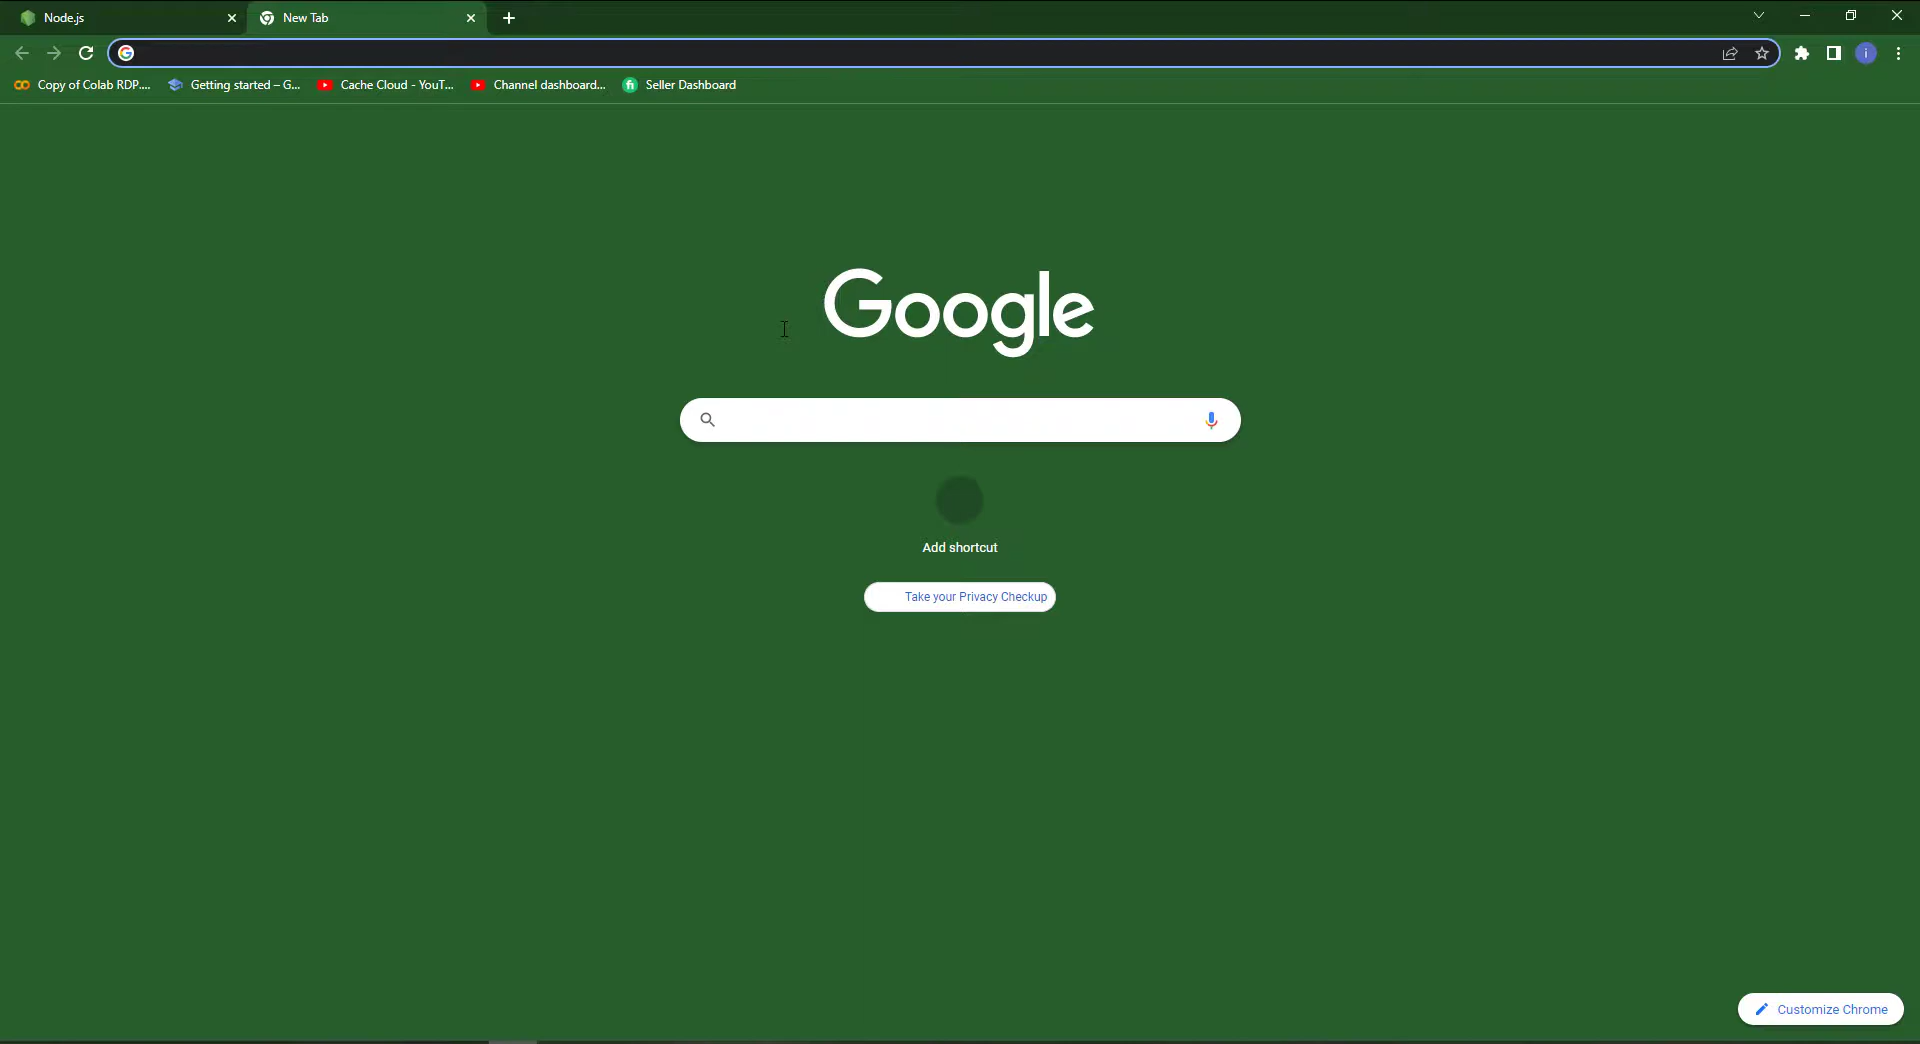 Node.js
New Tab
Copy of Colab RDP....
Getting started – G...
Cache Cloud - YouT...
Channel dashboard...
Seller Dashboard
i
Google
Add shortcut
Take your Privacy Checkup
Customize Chrome